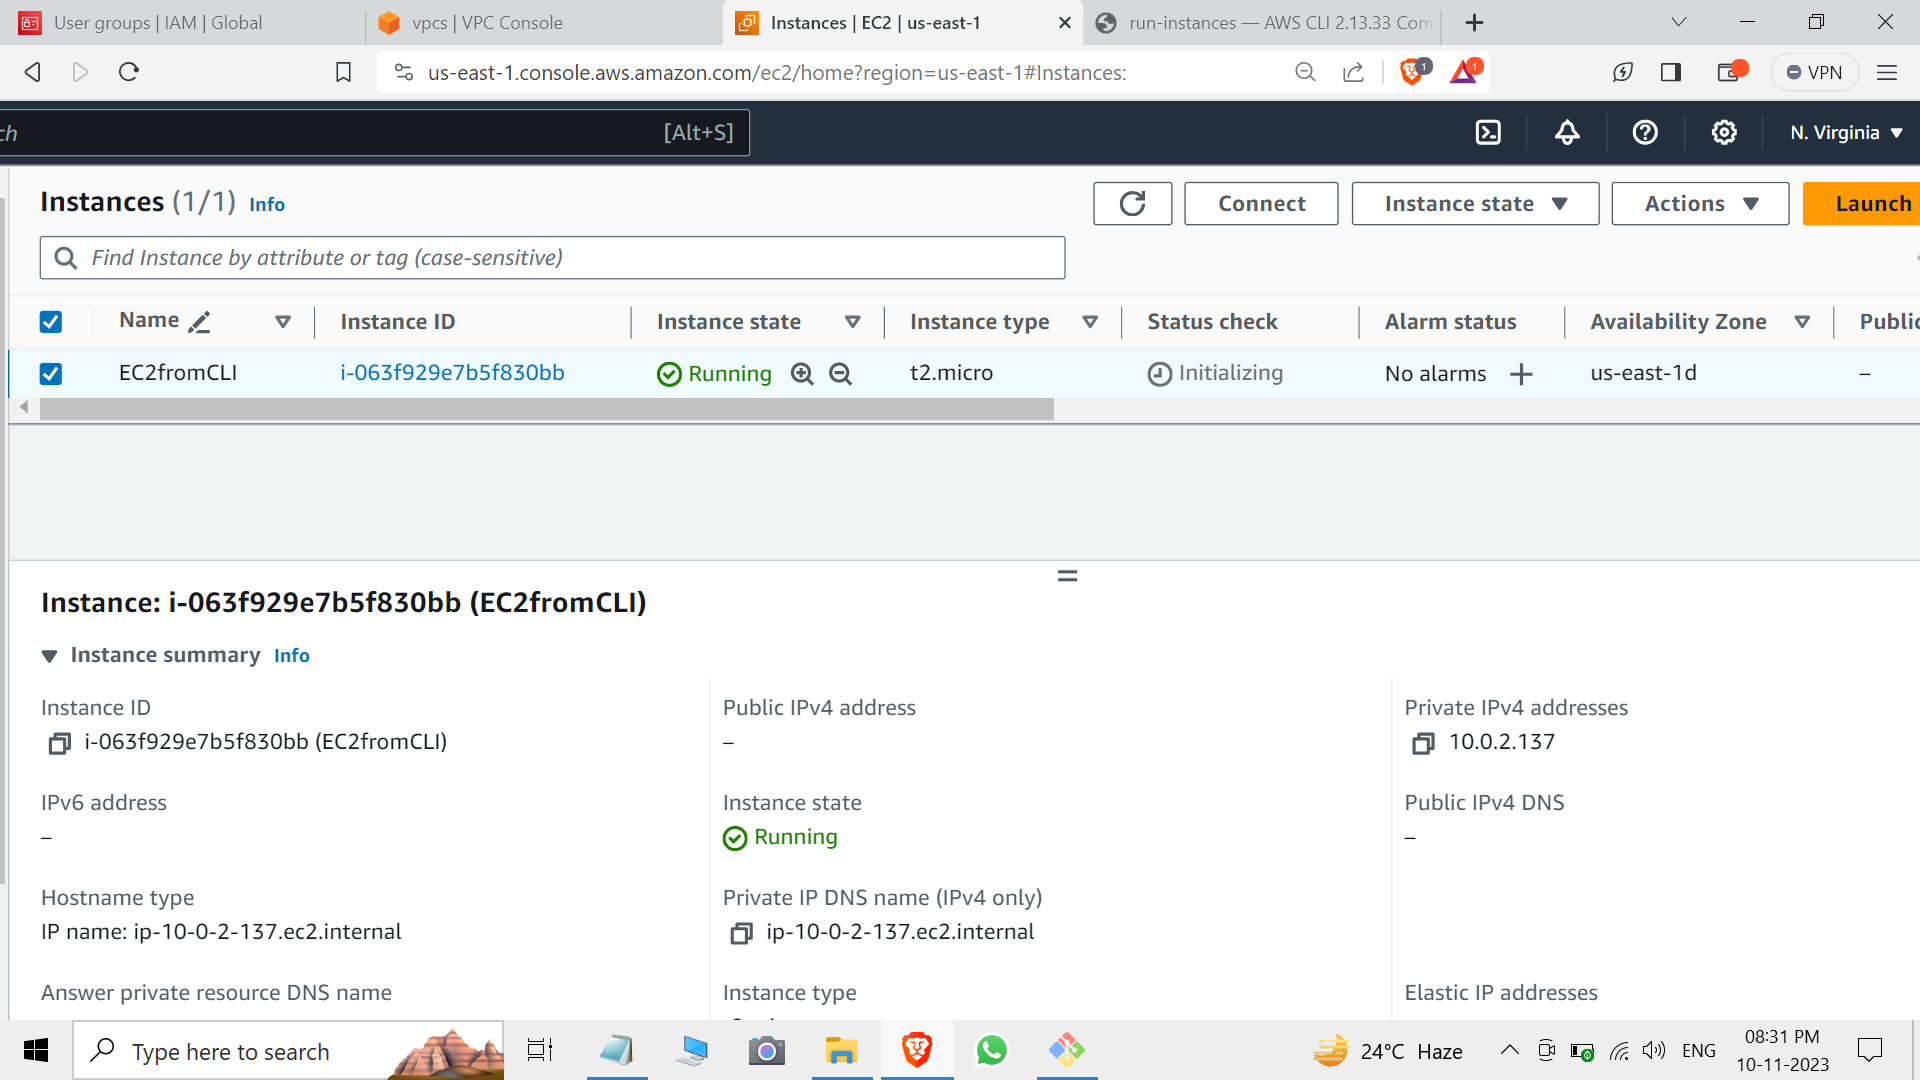 User groups | IAM | Global
vpcs | VPC Console
Instances | EC2 | us-east-1
run-instances — AWS CLI 2.13.33 Com
us-east-1.console.aws.amazon.com/ec2/home?region=us-east-1#Instances:
1
1
VPN
ch
[Alt+S]
N. Virginia
Instances (1/1) Info
Connect
Instance state
Actions
Launch
Find Instance by attribute or tag (case-sensitive)
Name
Instance ID
Instance state
Instance type
Status check
Alarm status
Availability Zone
Public
EC2fromCLI
i-063f929e7b5f830bb
Running
t2.micro
Initializing
No alarms
us-east-1d
–
Instance: i-063f929e7b5f830bb (EC2fromCLI)
Instance summary Info
Instance ID
i-063f929e7b5f830bb (EC2fromCLI)
Public IPv4 address
–
Private IPv4 addresses
10.0.2.137
IPv6 address
–
Instance state
Running
Public IPv4 DNS
–
Hostname type
IP name: ip-10-0-2-137.ec2.internal
Private IP DNS name (IPv4 only)
ip-10-0-2-137.ec2.internal
Answer private resource DNS name
Instance type
Elastic IP addresses
Type here to search
24°C Haze
ENG
08:31 PM
10-11-2023